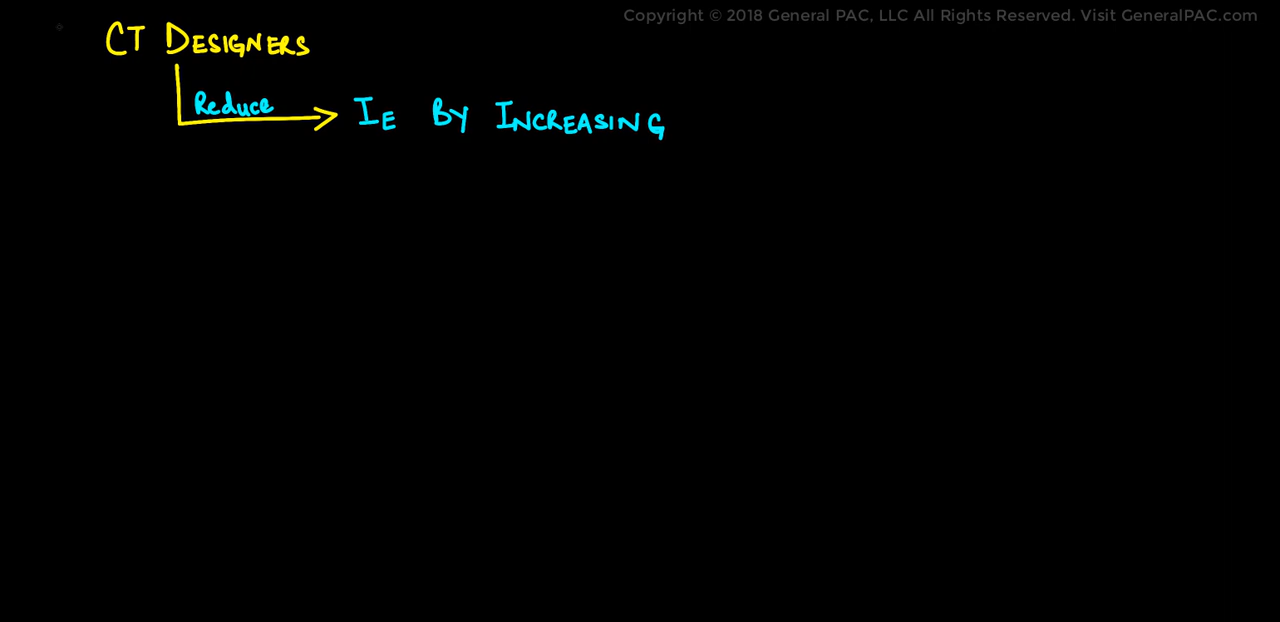 Copyright © 2018 General PAC, LLC All Rights Reserved. Visit GeneralPAC.com
CT DESIGNERS
Reduce
IE BY INCREASING